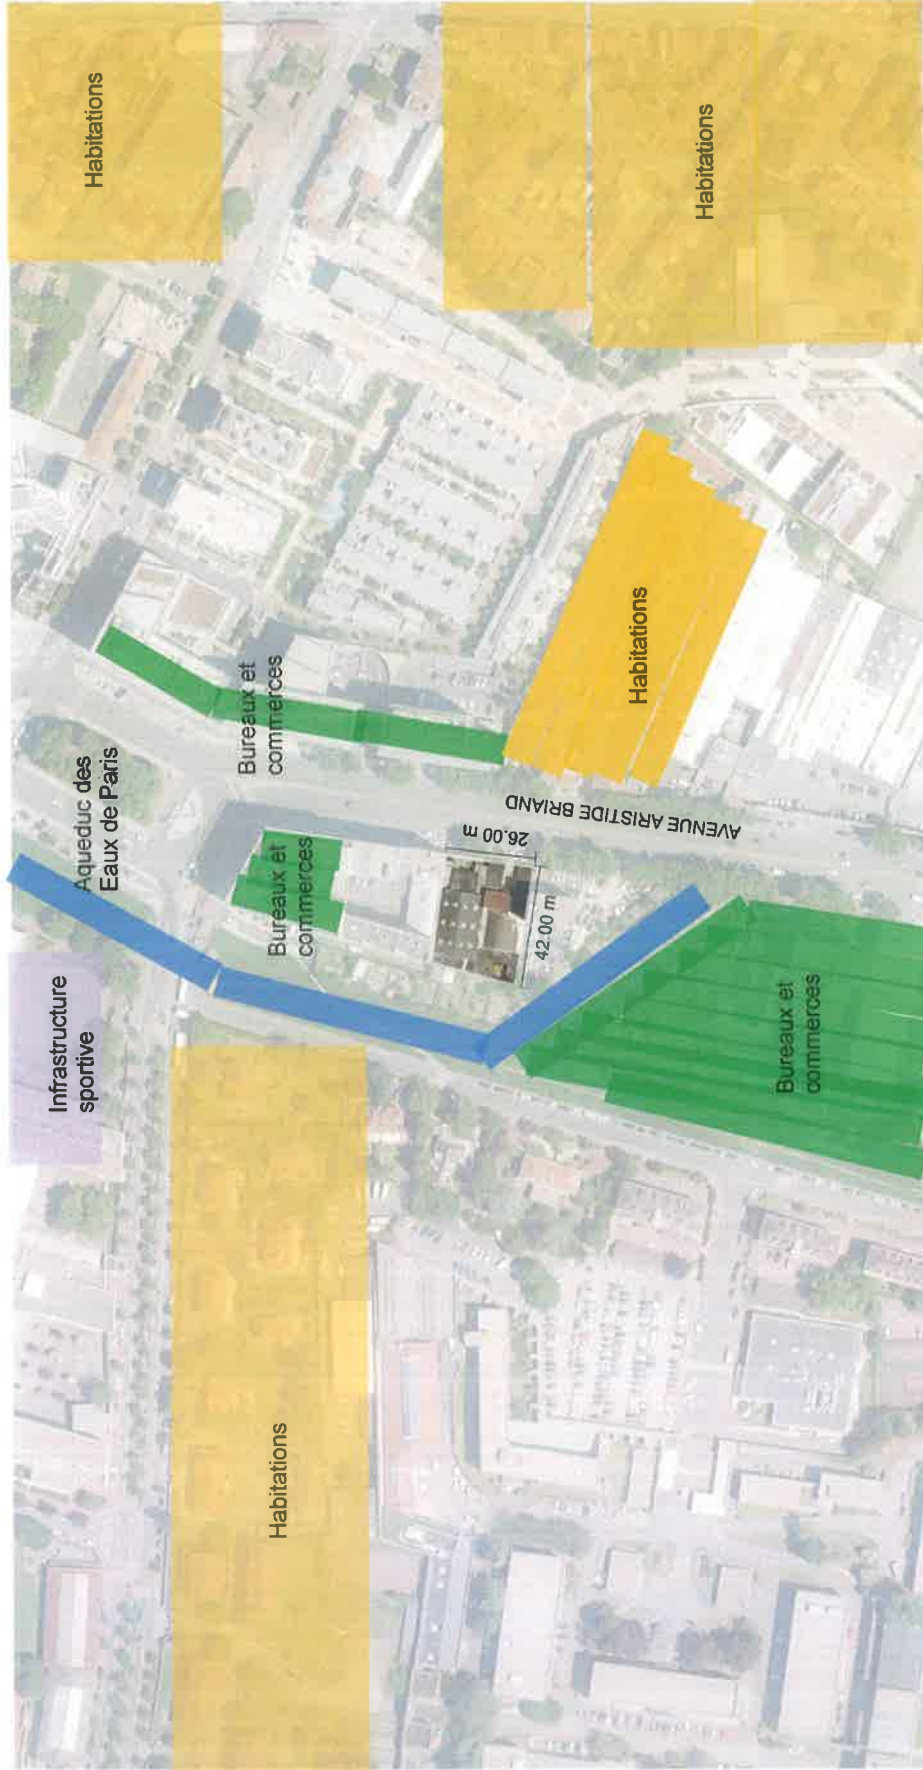 Habitations
Habitations
Habitations
Bureaux et
commerces
Aqueduc des
Eaux de Paris
AVENUE ARISTIDE BRIAND
26.00 m
42.00 m
Bureaux et
commerces
Bureaux et
commerces
Infrastructure
sportive
Habitations